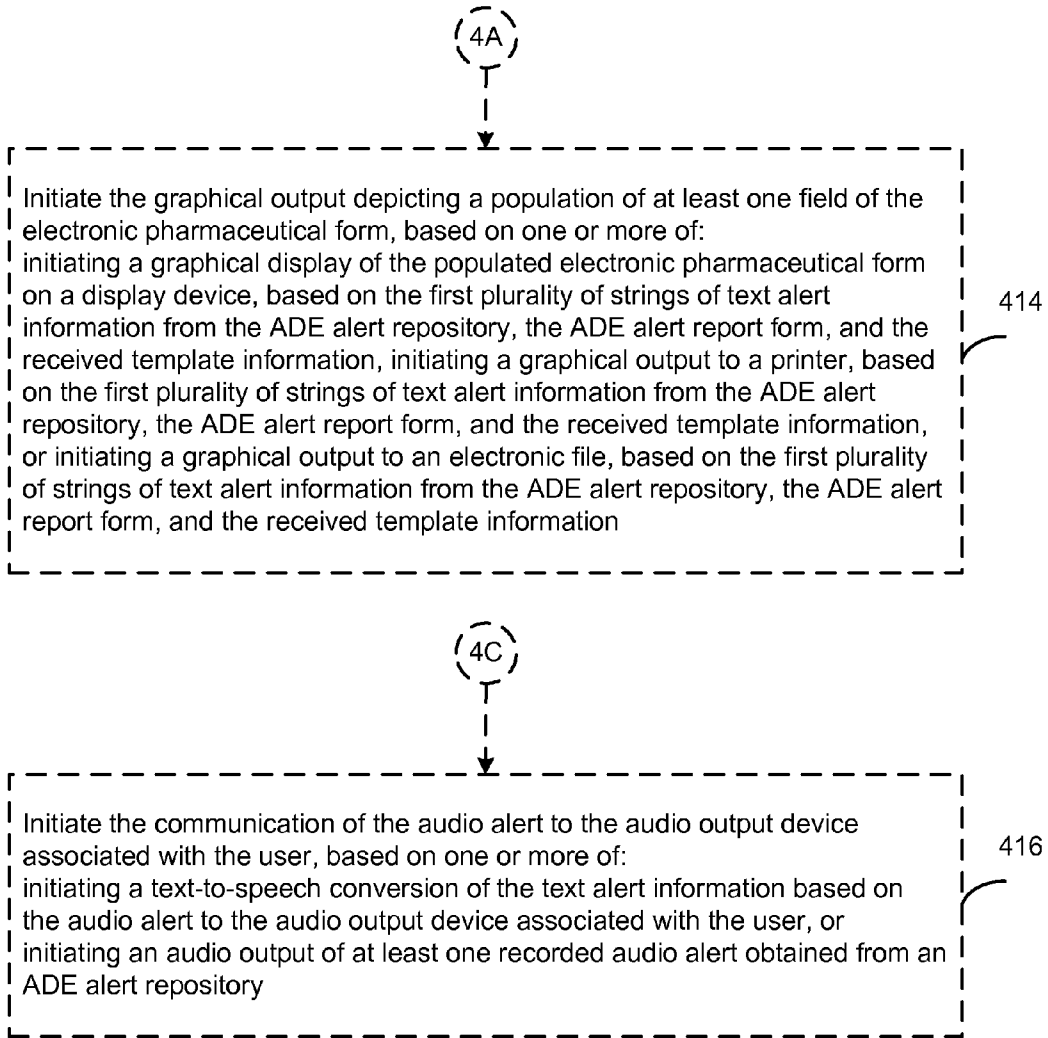 4A
Initiate the graphical output depicting a population of at least one field of the
electronic pharmaceutical form, based on one or more of:
initiating a graphical display of the populated electronic pharmaceutical form
on a display device, based on the first plurality of strings of text alert
information from the ADE alert repository, the ADE alert report form, and the
received template information, initiating a graphical output to a printer, based
on the first plurality of strings of text alert information from the ADE alert
repository, the ADE alert report form, and the received template information,
or initiating a graphical output to an electronic file, based on the first plurality
of strings of text alert information from the ADE alert repository, the ADE alert
report form, and the received template information
414
4C
Initiate the communication of the audio alert to the audio output device
associated with the user, based on one or more of:
initiating a text-to-speech conversion of the text alert information based on
the audio alert to the audio output device associated with the user, or
initiating an audio output of at least one recorded audio alert obtained from an
ADE alert repository
416